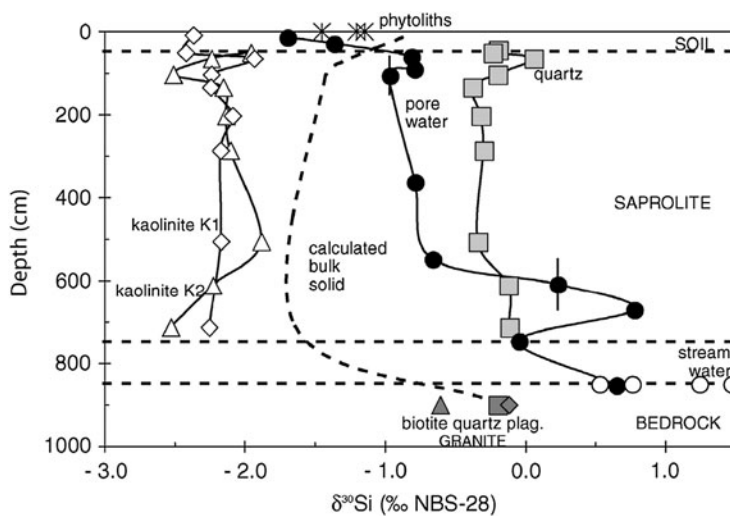 0
200
400
600
800
1000
Depth (cm)
phytoliths
SOIL
quartz
pore
water
SAPROLITE
kaolinite K1
calculated
bulk
solid
kaolinite K2
stream
water
biotite quartz plag.
GRANITE
BEDROCK
- 3.0
- 2.0
- 1.0
0.0
1.0
δ³⁰Si (‰ NBS-28)